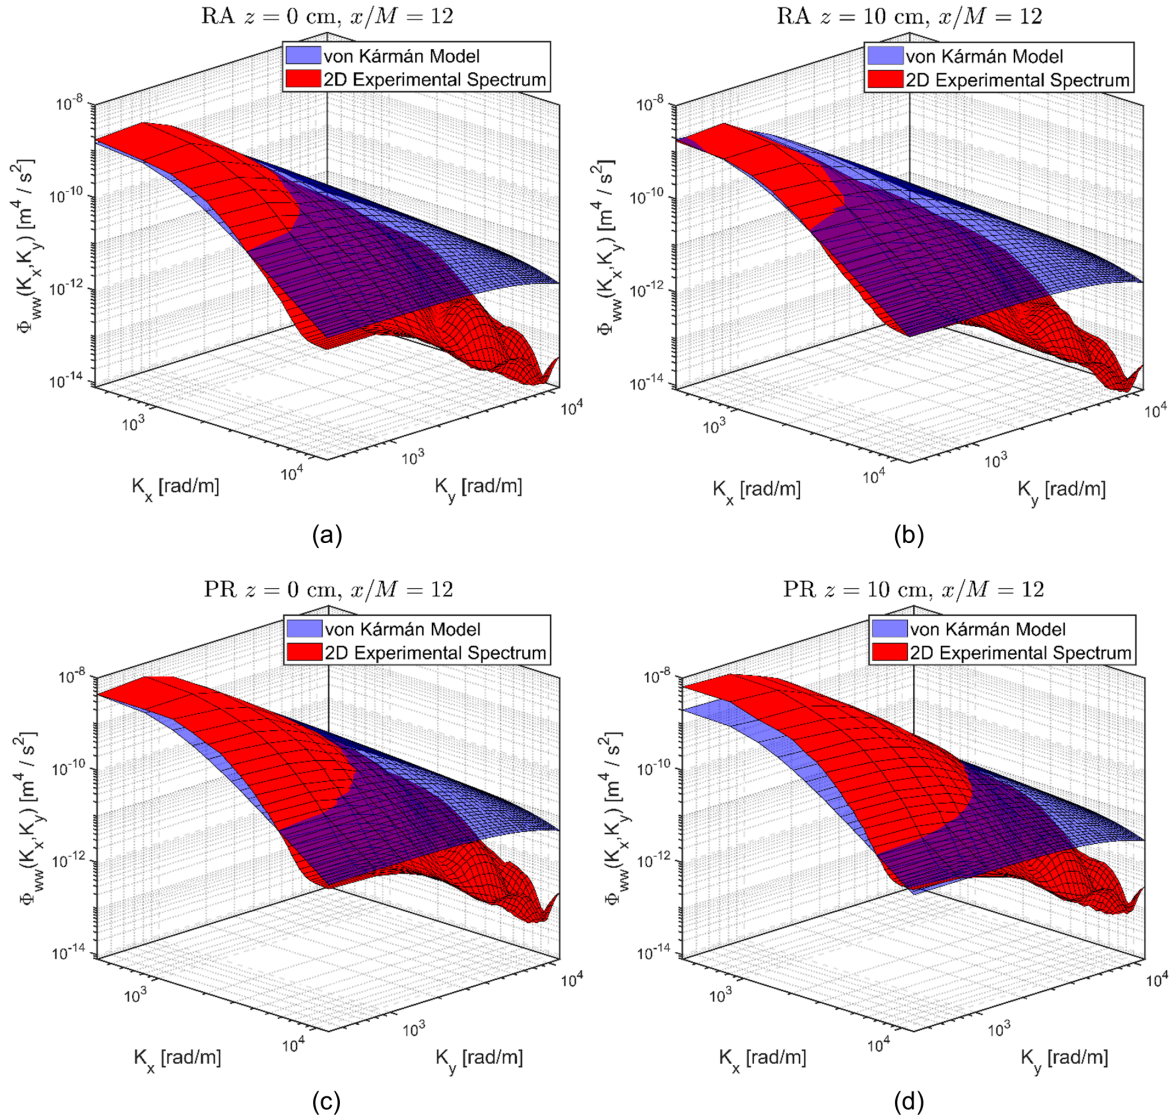 RA z = 0 cm, x/M = 12
von Kármán Model
2D Experimental Spectrum
10^-8
10^-10
10^-12
10^-14
Φ_ww(K_x,K_y) [m^4 / s^2]
10^3
10^4
K_x [rad/m]
10^3
10^4
K_y [rad/m]
(a)
RA z = 10 cm, x/M = 12
von Kármán Model
2D Experimental Spectrum
10^-8
10^-10
10^-12
10^-14
Φ_ww(K_x,K_y) [m^4 / s^2]
10^3
10^4
K_x [rad/m]
10^3
10^4
K_y [rad/m]
(b)
PR z = 0 cm, x/M = 12
von Kármán Model
2D Experimental Spectrum
10^-8
10^-10
10^-12
10^-14
Φ_ww(K_x,K_y) [m^4 / s^2]
10^3
10^4
K_x [rad/m]
10^3
10^4
K_y [rad/m]
(c)
PR z = 10 cm, x/M = 12
von Kármán Model
2D Experimental Spectrum
10^-8
10^-10
10^-12
10^-14
Φ_ww(K_x,K_y) [m^4 / s^2]
10^3
10^4
K_x [rad/m]
10^3
10^4
K_y [rad/m]
(d)